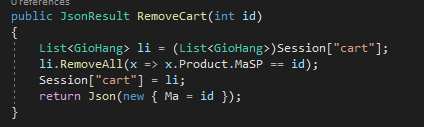 0 references
public JsonResult RemoveCart(int id)
{
List<GioHang> li = (List<GioHang>)Session["cart"];
li.RemoveAll(x => x.Product.MaSP == id);
Session["cart"] = li;
return Json(new { Ma = id });
}